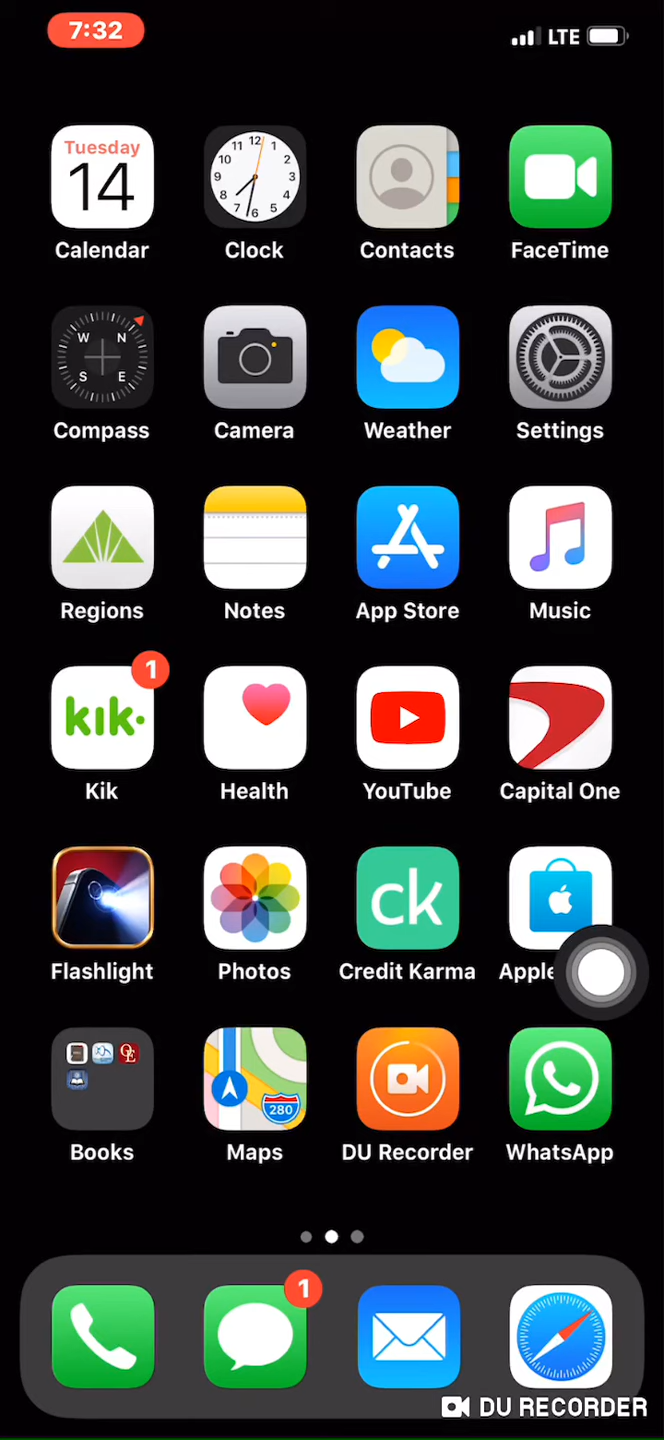 7:32
LTE
Tuesday
14
Calendar
Clock
Contacts
FaceTime
Compass
Camera
Weather
Settings
Regions
Notes
App Store
Music
1
kik
Kik
Health
YouTube
Capital One
ck
Flashlight
Photos
Credit Karma
Apple
280
Books
Maps
DU Recorder
WhatsApp
1
DU RECORDER